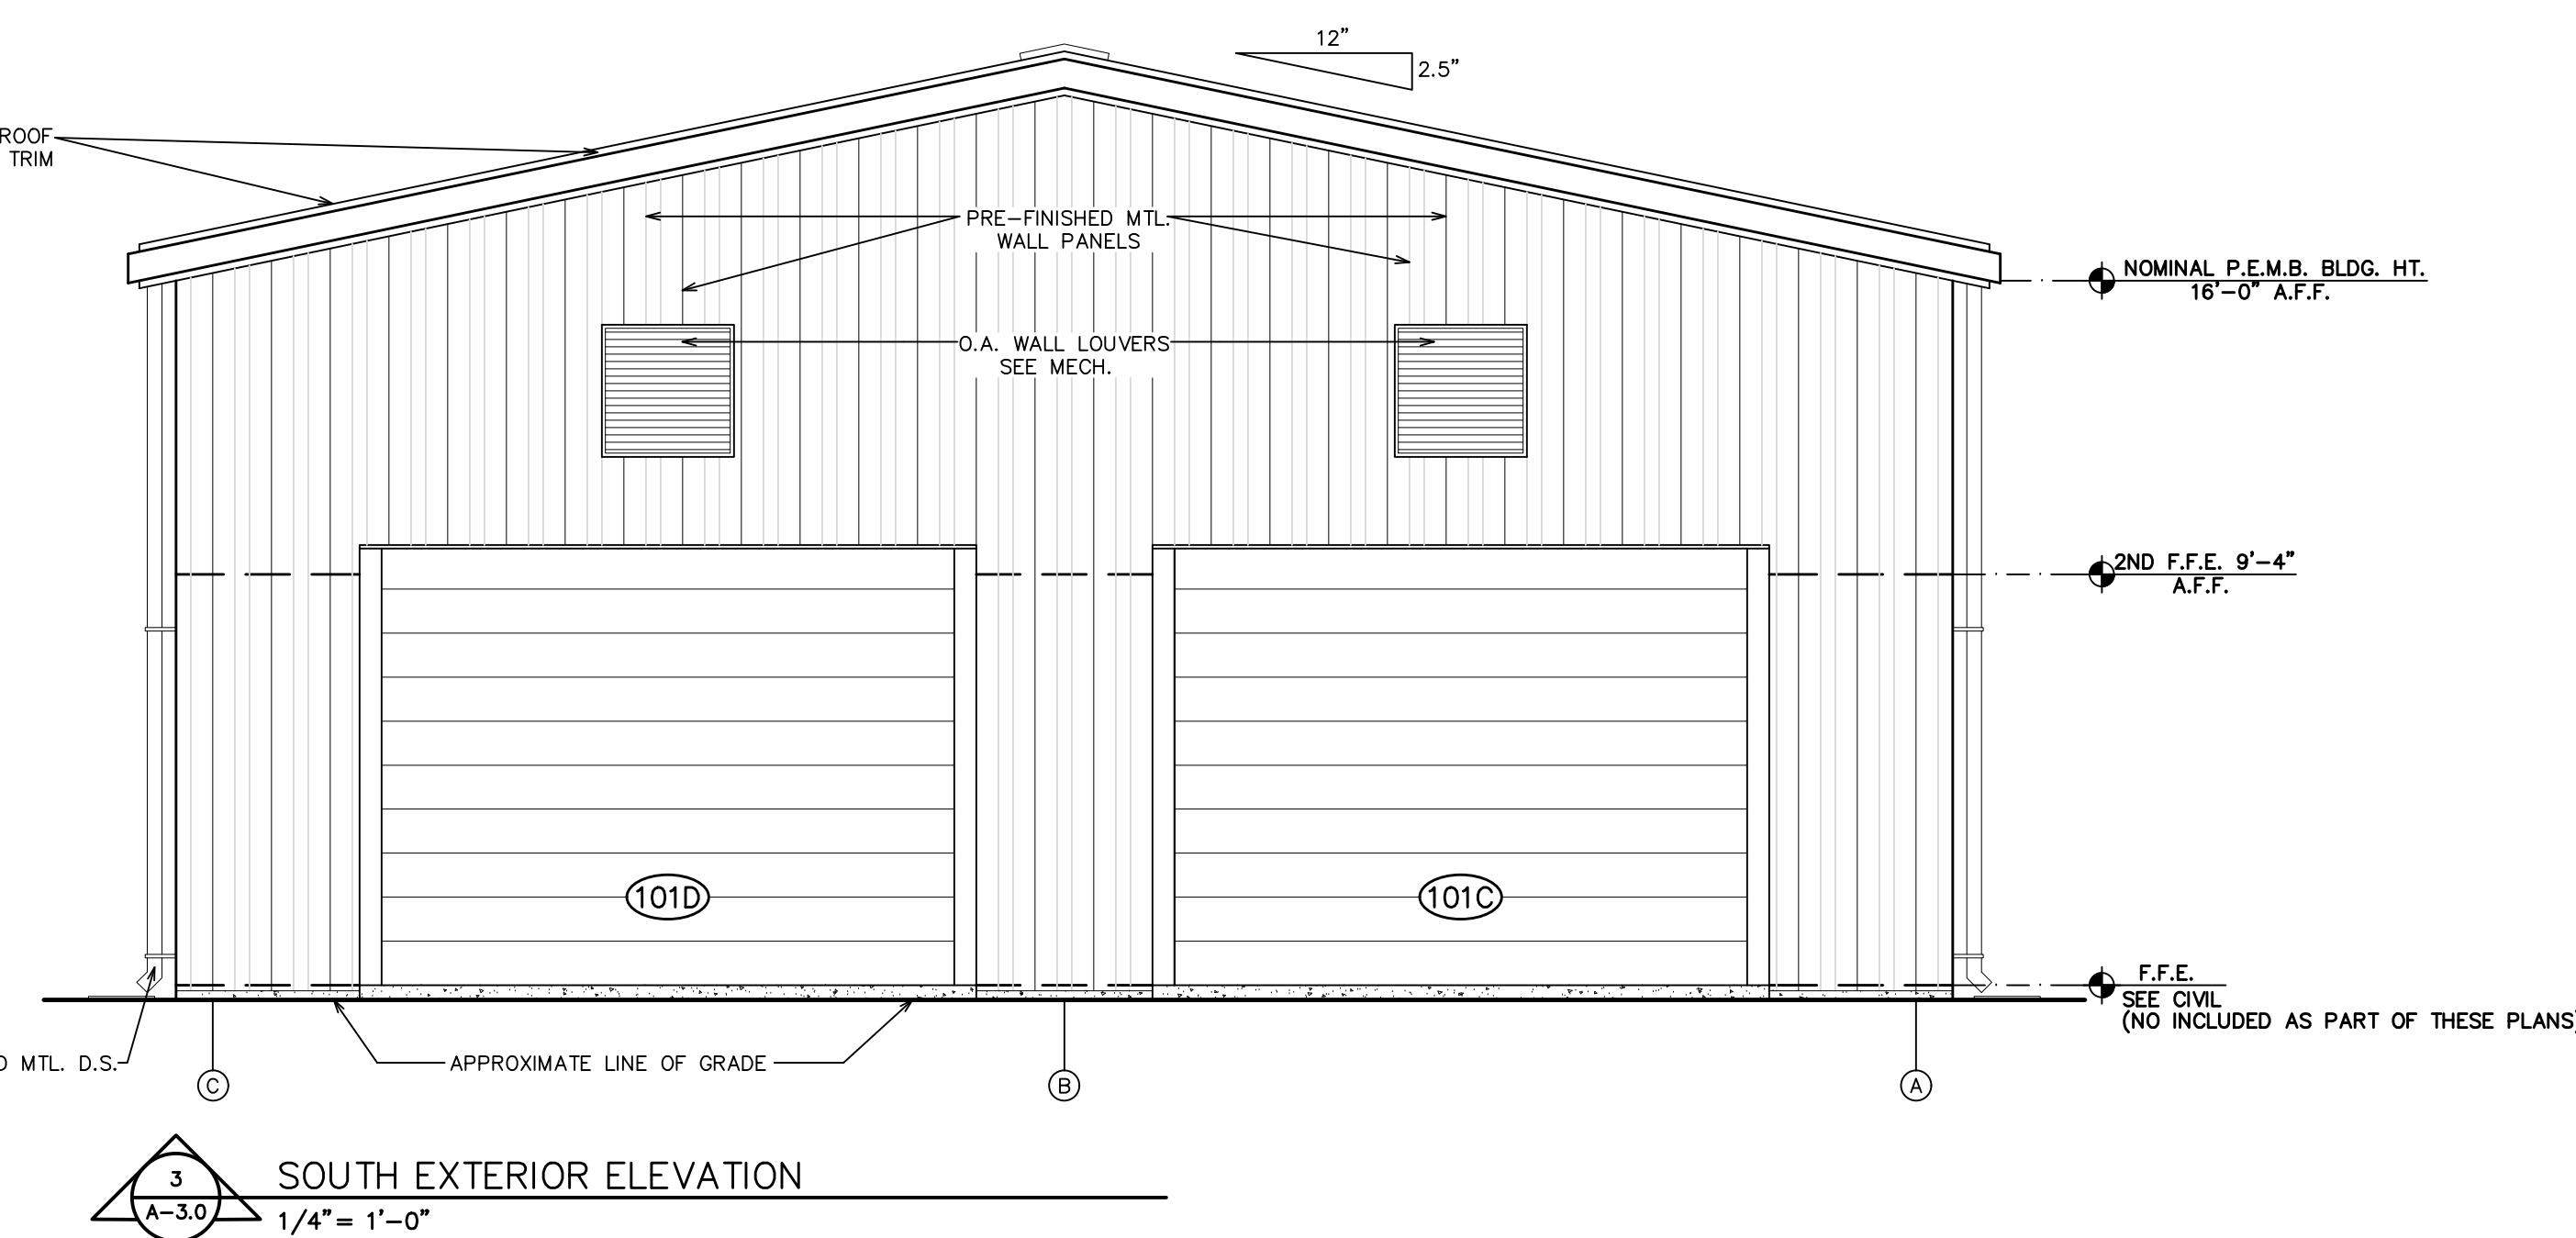 12”
2.5”
ROOF
TRIM
PRE-FINISHED MTL.
WALL PANELS
NOMINAL P.E.M.B. BLDG. HT.
16'-0” A.F.F.
O.A. WALL LOUVERS
SEE MECH.
2ND F.F.E. 9'-4”
A.F.F.
101D
101C
F.F.E.
SEE CIVIL
(NO INCLUDED AS PART OF THESE PLANS)
MTL. D.S.
APPROXIMATE LINE OF GRADE
C
B
A
3
A-3.0
SOUTH EXTERIOR ELEVATION
1/4”= 1'-0”